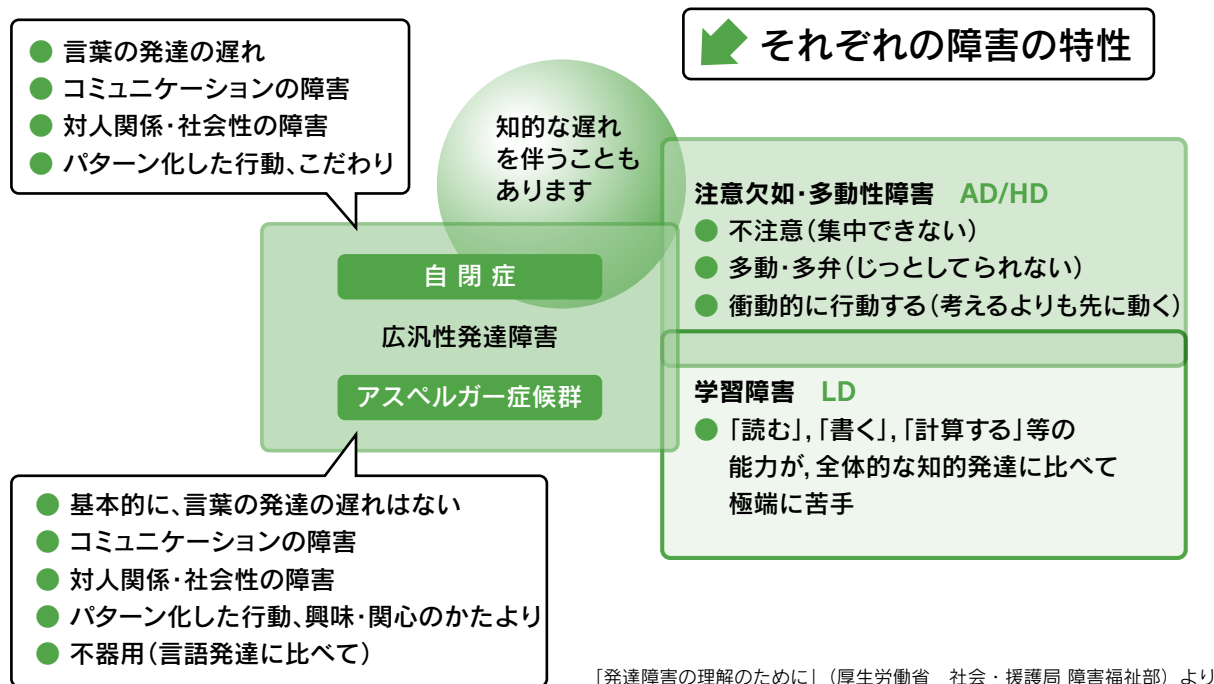 それぞれの障害の特性
● 言葉の発達の遅れ
● コミュニケーションの障害
● 対人関係・社会性の障害
● パターン化した行動、こだわり
知的な遅れ
を伴うことも
あります
自閉症
広汎性発達障害
アスペルガー症候群
● 基本的に、言葉の発達の遅れはない
● コミュニケーションの障害
● 対人関係・社会性の障害
● パターン化した行動、興味・関心のかたより
● 不器用（言語発達に比べて）
注意欠如・多動性障害　AD/HD
● 不注意（集中できない）
● 多動・多弁（じっとしてられない）
● 衝動的に行動する（考えるよりも先に動く）
学習障害　LD
● 「読む」，「書く」，「計算する」等の
能力が，全体的な知的発達に比べて
極端に苦手
「発達障害の理解のために」（厚生労働省　社会・援護局 障害福祉部）より